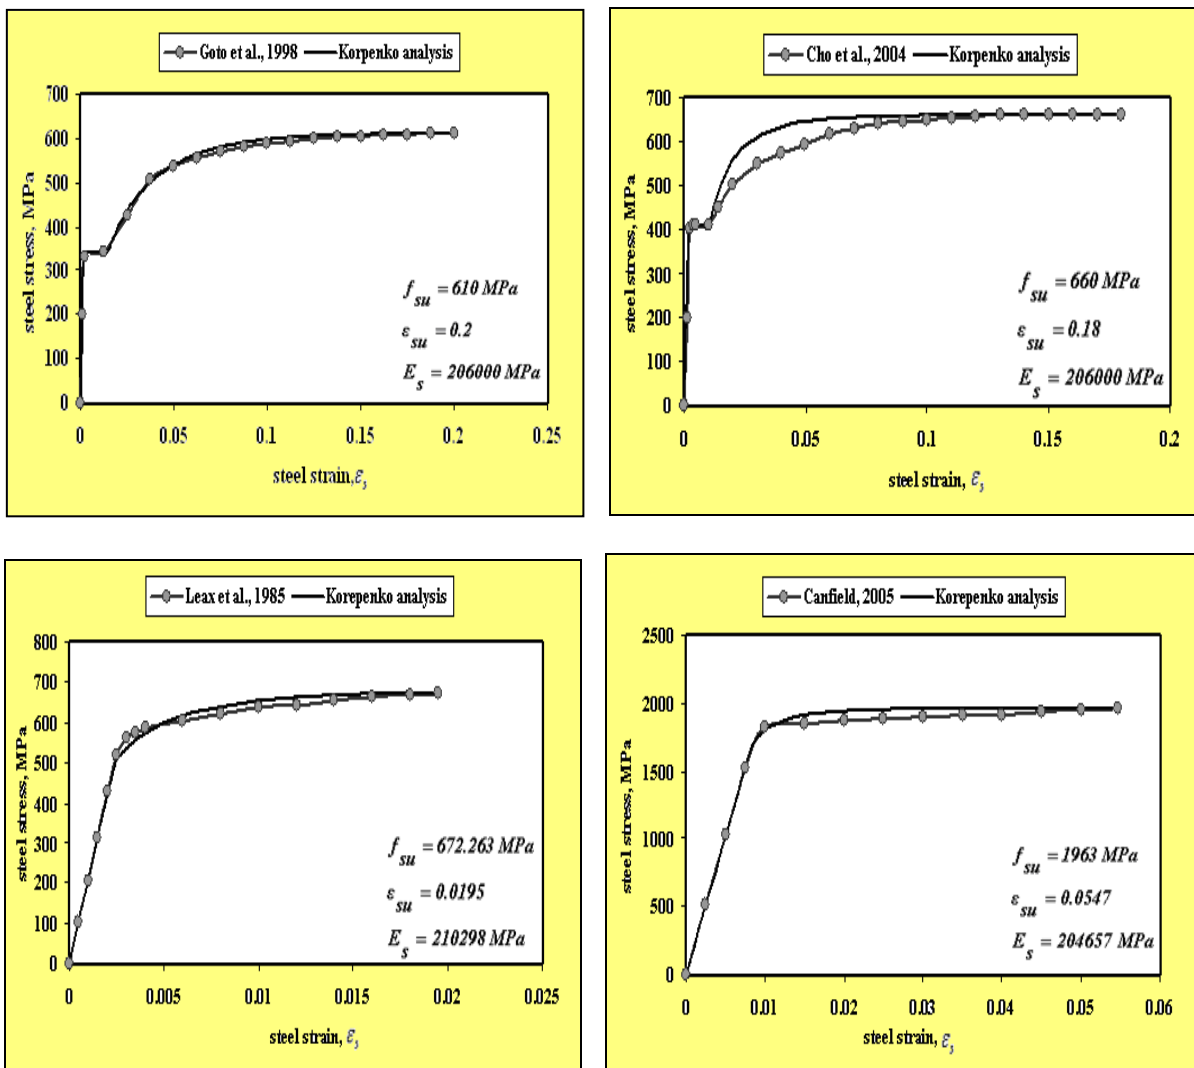 Goto et al., 1998 Korpenko analysis
700
600
500
400
300
200
100
0
steel stress, MPa
f su = 610 MPa
ε su = 0.2
E s = 206000 MPa
0 0.05 0.1 0.15 0.2 0.25
steel strain, ε s
Cho et al., 2004 Korpenko analysis
700
600
500
400
300
200
100
0
steel stress, MPa
f su = 660 MPa
ε su = 0.18
E s = 206000 MPa
0 0.05 0.1 0.15 0.2
steel strain, ε s
Leax et al., 1985 Korepenko analysis
800
700
600
500
400
300
200
100
0
steel stress, MPa
f su = 672.263 MPa
ε su = 0.0195
E s = 210298 MPa
0 0.005 0.01 0.015 0.02 0.025
steel strain, ε s
Canfield, 2005 Korepenko analysis
2500
2000
1500
1000
500
0
steel stress, MPa
f su = 1963 MPa
ε su = 0.0547
E s = 204657 MPa
0 0.01 0.02 0.03 0.04 0.05 0.06
steel strain, ε s